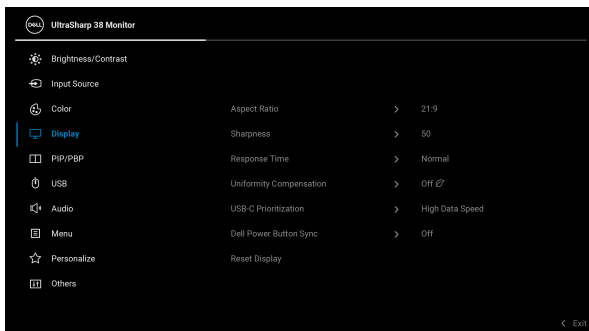 DELL UltraSharp 38 Monitor
Brightness/Contrast
Input Source
Color Aspect Ratio > 21:9
Display Sharpness > 50
PIP/PBP Response Time > Normal
USB Uniformity Compensation > Off
Audio USB-C Prioritization > High Data Speed
Menu Dell Power Button Sync > Off
Personalize Reset Display
Others
< Exit